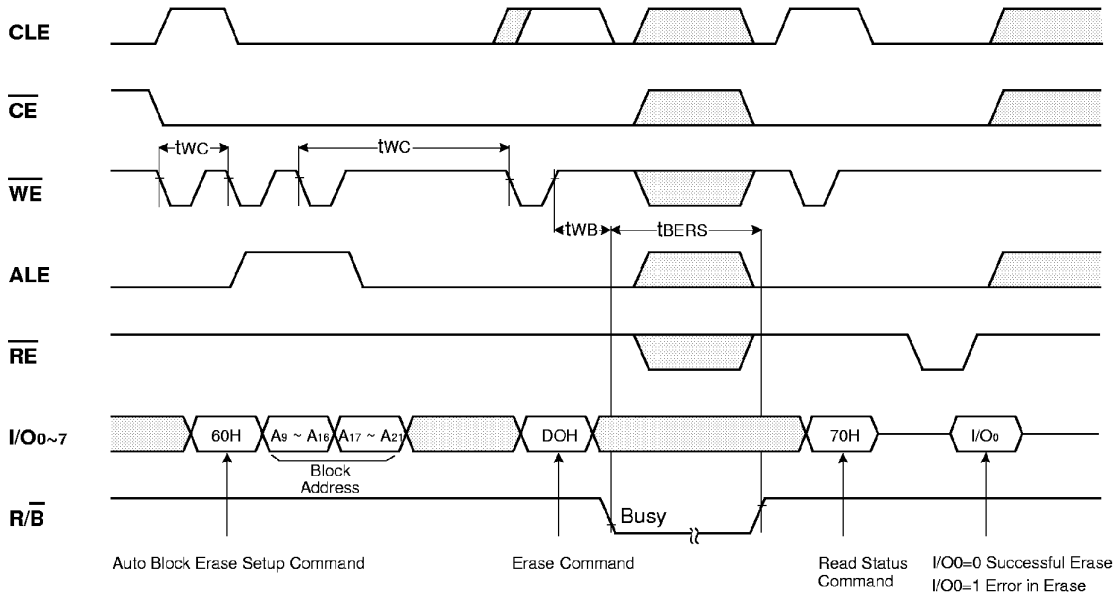 CLE
CE
tWC
tWC
WE
tWB
tBERS
ALE
RE
I/O0~7
60H
A9 ~ A16
A17 ~ A21
DOH
70H
I/O0
Block
Address
R/B
Busy
Auto Block Erase Setup Command
Erase Command
Read Status
Command
I/O0=0 Successful Erase
I/O0=1 Error in Erase